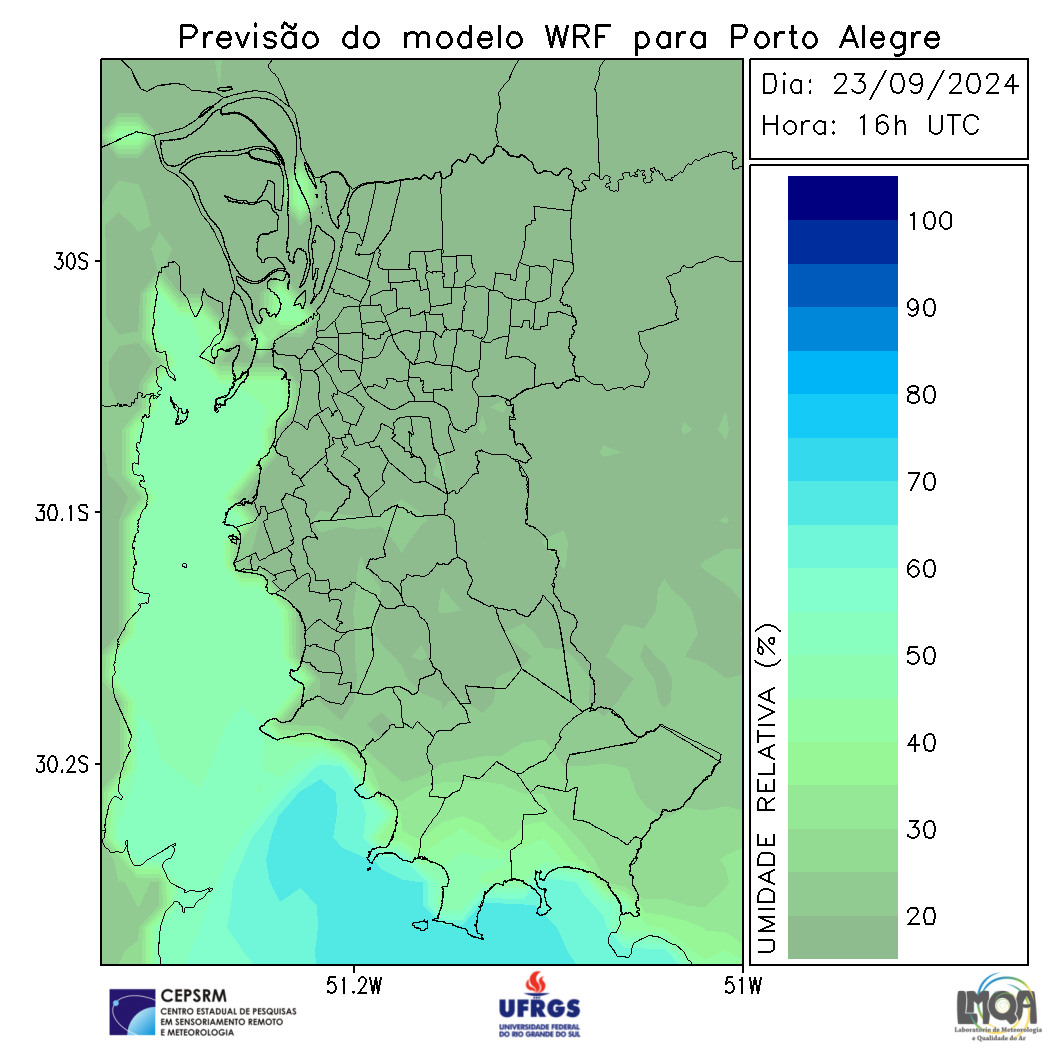 Previsão do modelo WRF para Porto Alegre
Dia: 23/09/2024
Hora: 16h UTC
100
90
80
70
60
50
40
30
20
UMIDADE RELATIVA (%)
30S
30.1S
30.2S
51.2W
51W
CEPSRM
CENTRO ESTADUAL DE PESQUISAS
EM SENSORIAMENTO REMOTO
E METEOROLOGIA
UFRGS
UNIVERSIDADE FEDERAL
DO RIO GRANDE DO SUL
LMQA
Laboratório de Meteorologia
e Qualidade do Ar